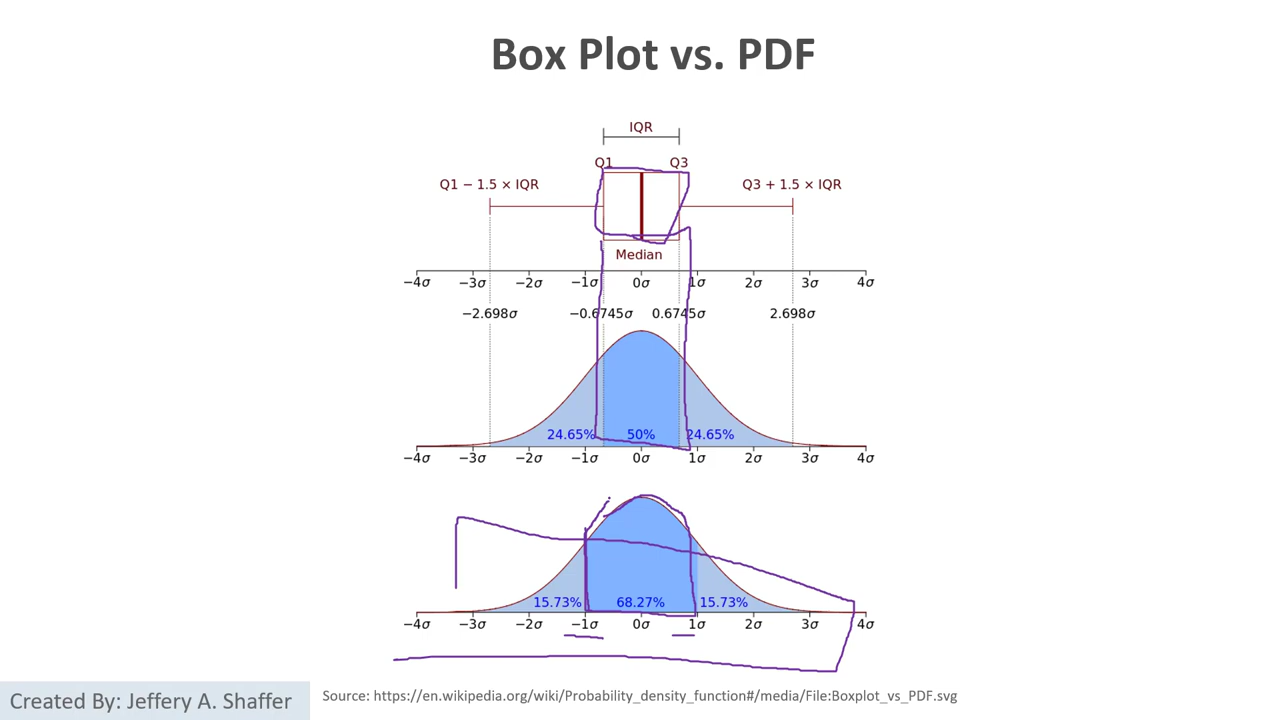 Box Plot vs. PDF
IQR
Q1 Q3
Q1 − 1.5 × IQR Q3 + 1.5 × IQR
Median
−4σ −3σ −2σ −1σ 0σ 1σ 2σ 3σ 4σ
−2.698σ −0.6745σ 0.6745σ 2.698σ
24.65% 50% 24.65%
−4σ −3σ −2σ −1σ 0σ 1σ 2σ 3σ 4σ
15.73% 68.27% 15.73%
−4σ −3σ −2σ −1σ 0σ 1σ 2σ 3σ 4σ
Created By: Jeffery A. Shaffer
Source: https://en.wikipedia.org/wiki/Probability_density_function#/media/File:Boxplot_vs_PDF.svg